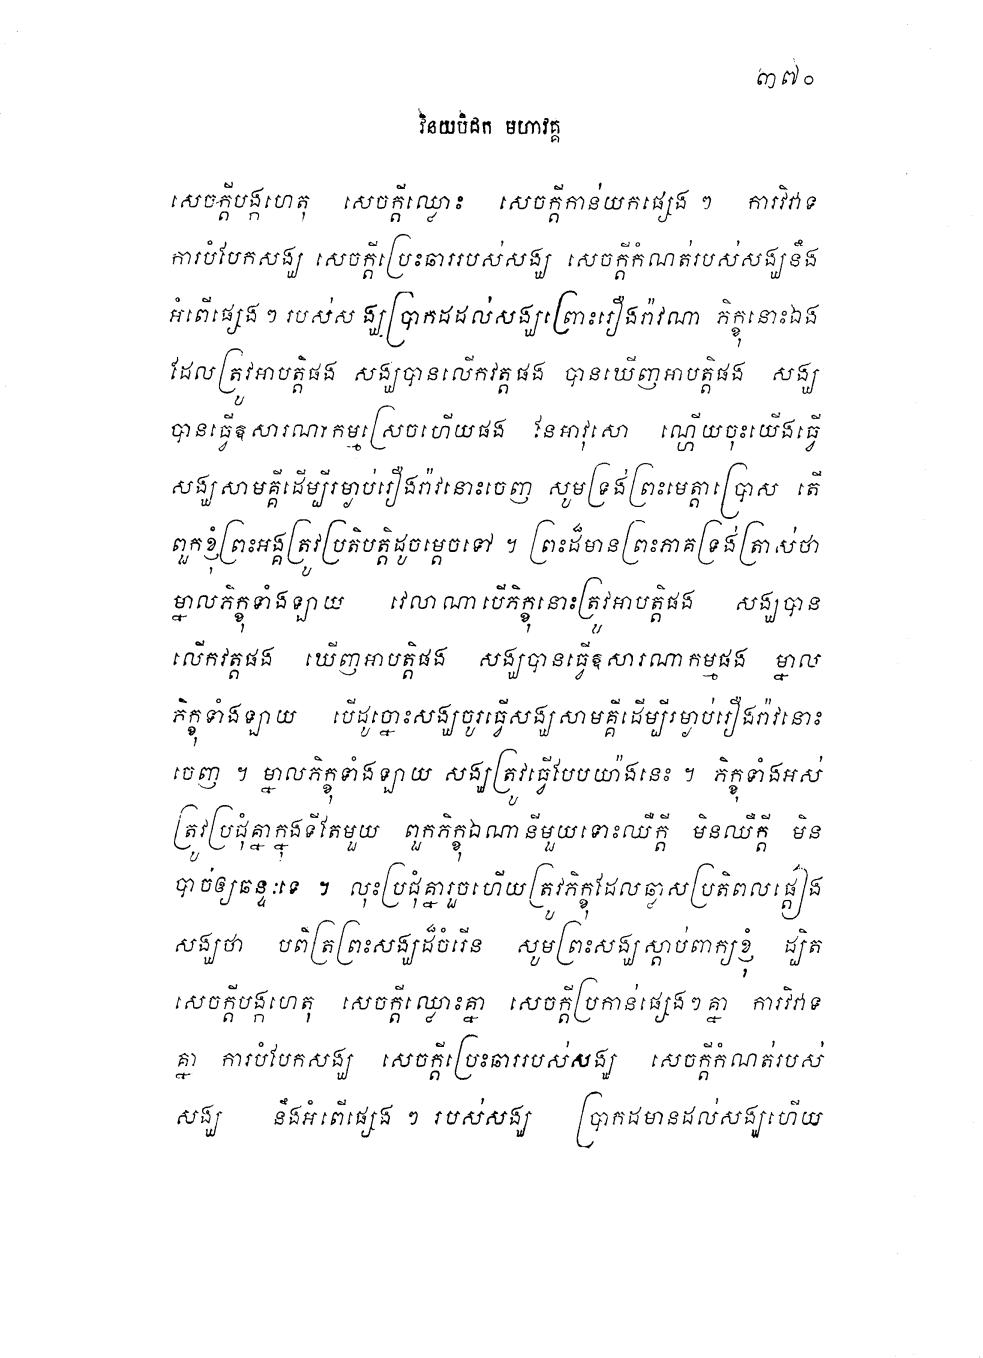 ៣៧០
វិនយបិដក មហាវគ្គ
សេចក្តីបង្កហេតុ សេចក្តីឈ្លោះ សេចក្តីកាន់យកផ្សេងៗ ការវិវាទ
ការបំបែកសង្ឃ សេចក្តីប្រេះឆាររបស់សង្ឃ សេចក្តីកំណត់របស់សង្ឃនឹង
អំពើផ្សេងៗ របស់សង្ឃប្រាកដដល់សង្ឃព្រោះរឿងរ៉ាវណា ភិក្ខុនោះឯង
ដែលត្រូវអាបត្តិផង សង្ឃបានលើកវត្តផង បានឃើញអាបត្តិផង សង្ឃ
បានធ្វើឱសារណាកម្មស្រេចហើយផង នែអាវុសោ ណ្ហើយចុះយើងធ្វើ
សង្ឃសាមគ្គីដើម្បីរម្ងាប់រឿងរ៉ាវនោះចេញ សូមទ្រង់ព្រះមេត្តាប្រោស តើ
ពួកខ្ញុំព្រះអង្គត្រូវប្រតិបត្តិដូចម្តេចទៅ ។ ព្រះដ៏មានព្រះភាគទ្រង់ត្រាស់ថា
ម្នាលភិក្ខុទាំងឡាយ វេលាណាបើភិក្ខុនោះត្រូវអាបត្តិផង សង្ឃបាន
លើកវត្តផង ឃើញអាបត្តិផង សង្ឃបានធ្វើឱសារណាកម្មផង ម្នាល
ភិក្ខុទាំងឡាយ បើដូច្នោះសង្ឃចូរធ្វើសង្ឃសាមគ្គីដើម្បីរម្ងាប់រឿងរ៉ាវនោះ
ចេញ ។ ម្នាលភិក្ខុទាំងឡាយ សង្ឃត្រូវធ្វើបែបយ៉ាងនេះ ។ ភិក្ខុទាំងអស់
ត្រូវប្រជុំគ្នាក្នុងទីតែមួយ ពួកភិក្ខុឯណានីមួយទោះឈឺក្តី មិនឈឺក្តី មិន
បាច់ឲ្យឆន្ទៈទេ ។ លុះប្រជុំគ្នារួចហើយត្រូវភិក្ខុដែលឆ្លាសប្រតិពលផ្តៀង
សង្ឃថា បពិត្រព្រះសង្ឃដ៏ចំរើន សូមព្រះសង្ឃស្តាប់ពាក្យខ្ញុំ ដ្បិត
សេចក្តីបង្កហេតុ សេចក្តីឈ្លោះគ្នា សេចក្តីប្រកាន់ផ្សេងៗគ្នា ការវិវាទ
គ្នា ការបំបែកសង្ឃ សេចក្តីប្រេះឆាររបស់សង្ឃ សេចក្តីកំណត់របស់
សង្ឃ នឹងអំពើផ្សេងៗ របស់សង្ឃ ប្រាកដមានដល់សង្ឃហើយ